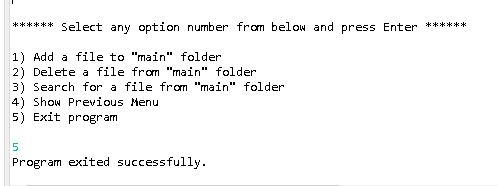 ****** Select any option number from below and press Enter ******
1) Add a file to "main" folder
2) Delete a file from "main" folder
3) Search for a file from "main" folder
4) Show Previous Menu
5) Exit program
5
Program exited successfully.